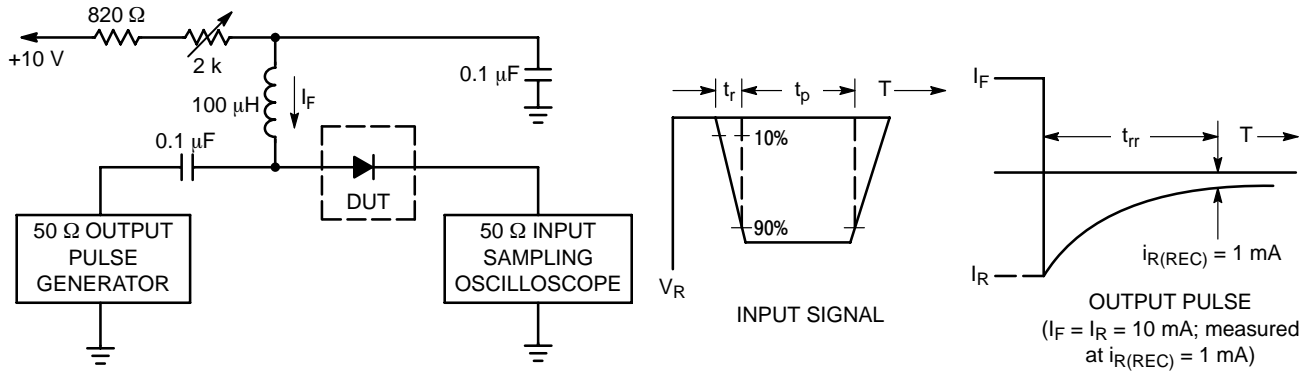 820 Ω
+10 V
2 k
100 μH
I_F
0.1 μF
0.1 μF
DUT
50 Ω OUTPUT
PULSE
GENERATOR
50 Ω INPUT
SAMPLING
OSCILLOSCOPE
t_r
t_p
T
10%
90%
V_R
INPUT SIGNAL
I_F
t_rr
T
I_R
i_R(REC) = 1 mA
OUTPUT PULSE
(I_F = I_R = 10 mA; measured
at i_R(REC) = 1 mA)